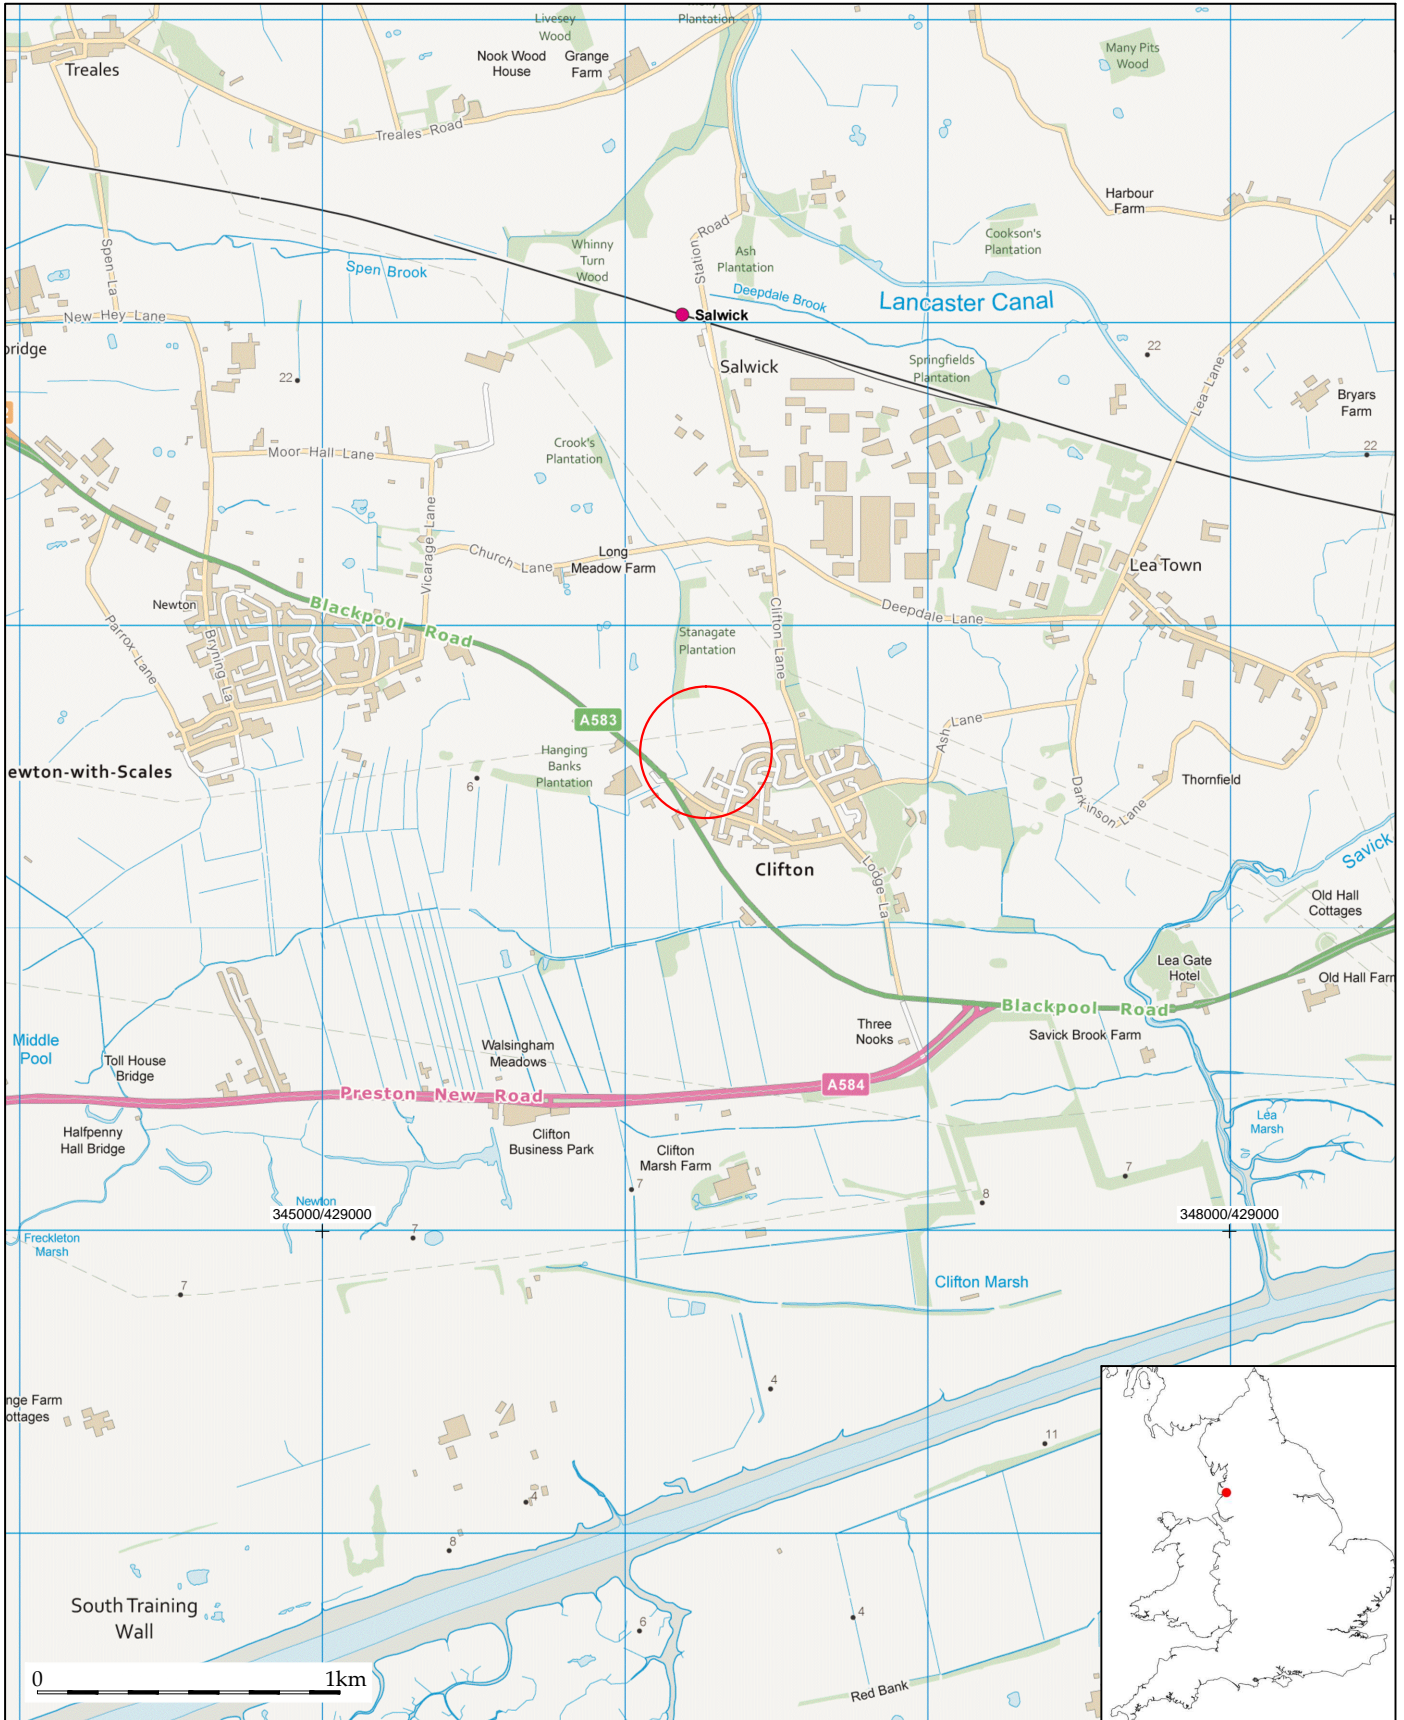 Livesey
Wood
Plantation
Nook Wood
House
Grange
Farm
Many Pits
Wood
Treales
Treales Road
Harbour
Farm
Station Road
Cookson's
Plantation
Whinny
Turn
Wood
Ash
Plantation
Spen La
Spen Brook
Deepdale Brook
Lancaster Canal
New Hey Lane
Salwick
bridge
22
Salwick
Springfields
Plantation
22
Lea Lane
Bryars
Farm
Moor Hall Lane
Crook's
Plantation
22
Vicarage Lane
Church Lane
Long
Meadow Farm
Lea Town
Newton
Blackpool Road
Clifton Lane
Deepdale Lane
Parrox Lane
Bryning La
Stanagate
Plantation
A583
Ash Lane
Hanging
Banks
Plantation
ewton-with-Scales
6
Thornfield
Darkinson Lane
Savick
Clifton
Lodge La
Old Hall
Cottages
Lea Gate
Hotel
Old Hall Farm
Blackpool Road
Middle
Pool
Toll House
Bridge
Walsingham
Meadows
Three
Nooks
Savick Brook Farm
A584
Preston New Road
Lea
Marsh
Halfpenny
Hall Bridge
Clifton
Business Park
Clifton
Marsh Farm
7
7
8
Newton
345000/429000
348000/429000
Freckleton
Marsh
7
7
Clifton Marsh
4
nge Farm
ottages
11
4
8
South Training
Wall
6
4
0
1km
Red Bank